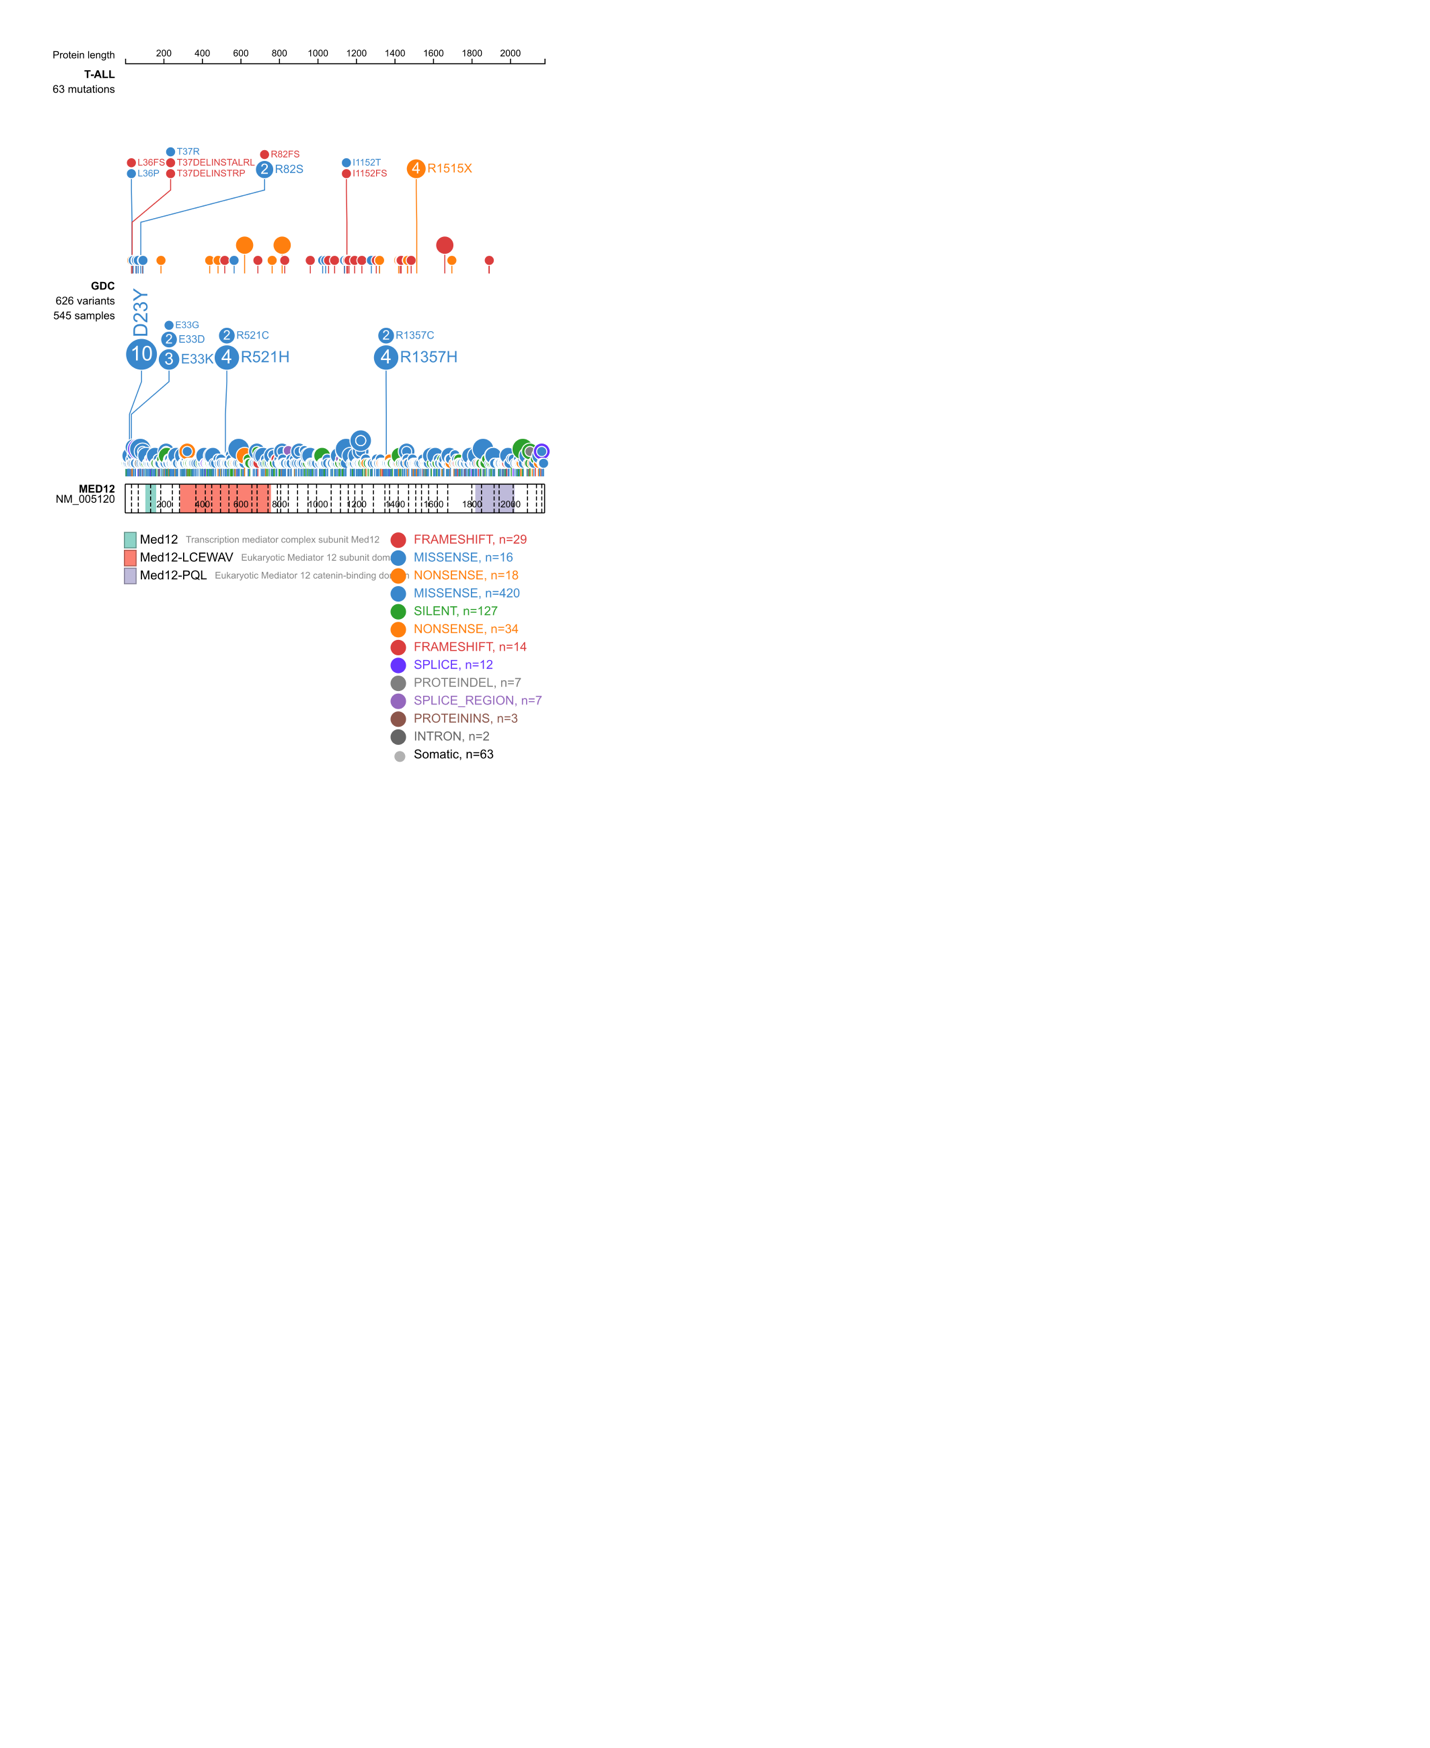 Protein length 200 400 600 800 1000 1200 1400 1600 1800 2000
T-ALL
63 mutations
T37R
L36FS T37DELINSTALRL R82FS I1152T
L36P T37DELINSTRP 2 R82S I1152FS 4 R1515X
GDC
626 variants
545 samples
D23Y
E33G
2 E33D 2 R521C 2 R1357C
10 3 E33K 4 R521H 4 R1357H
MED12
NM_005120
200 400 600 800 1000 1200 1400 1600 1800 2000
Med12 Transcription mediator complex subunit Med12
Med12-LCEWAV Eukaryotic Mediator 12 subunit dom
Med12-PQL Eukaryotic Mediator 12 catenin-binding do n
FRAMESHIFT, n=29
MISSENSE, n=16
NONSENSE, n=18
MISSENSE, n=420
SILENT, n=127
NONSENSE, n=34
FRAMESHIFT, n=14
SPLICE, n=12
PROTEINDEL, n=7
SPLICE_REGION, n=7
PROTEININS, n=3
INTRON, n=2
Somatic, n=63